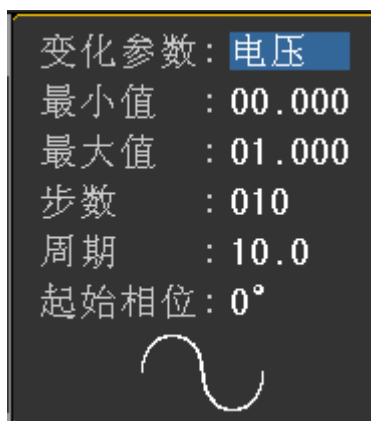 变化参数：电压
最小值 ：00.000
最大值 ：01.000
步数 ：010
周期 ：10.0
起始相位：0°